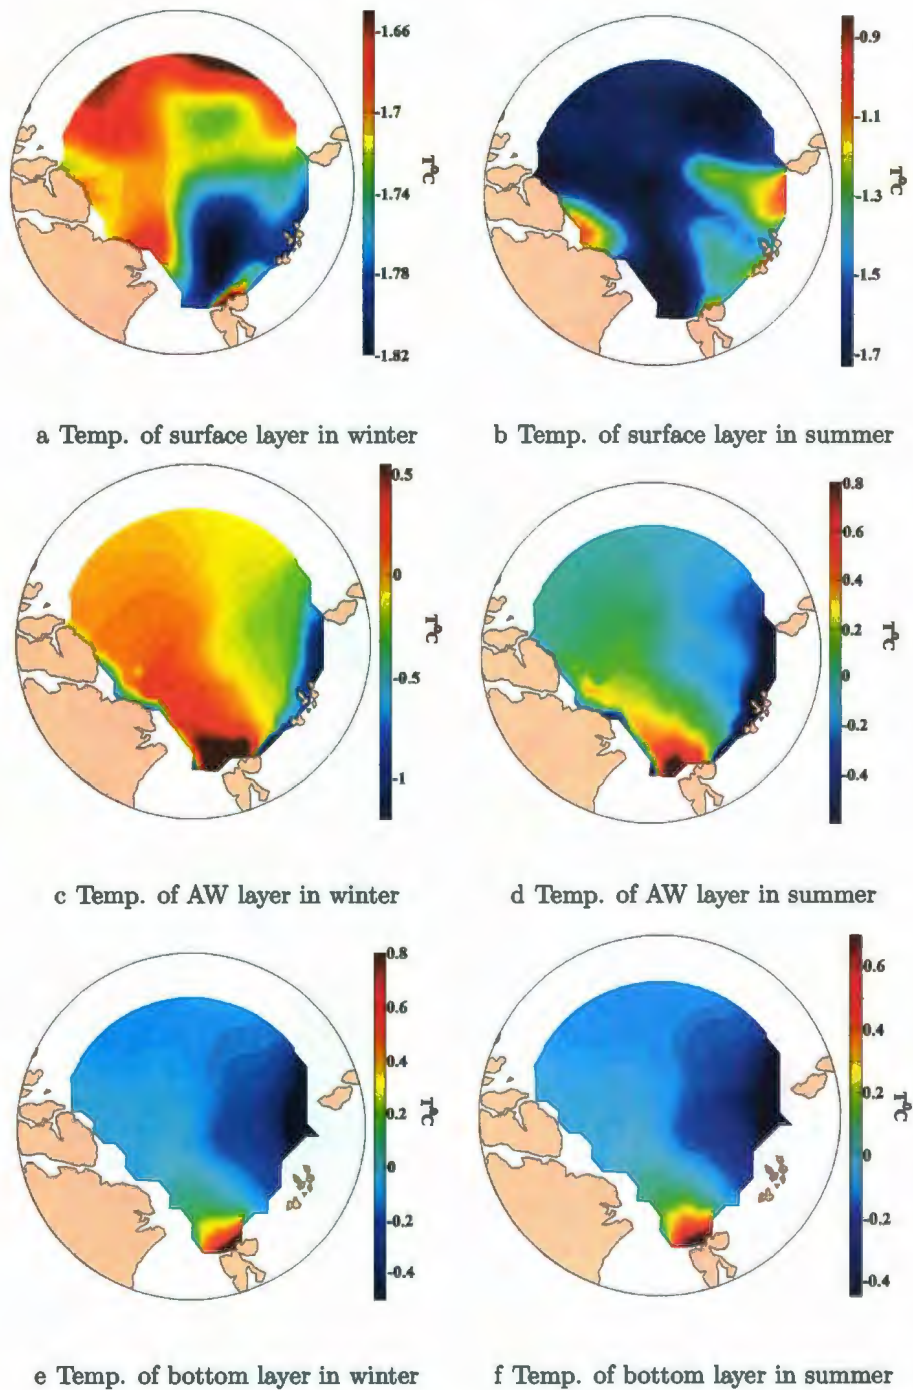 -1.66
-1.7
-1.74
-1.78
-1.82
T°C
-0.9
-1.1
-1.3
-1.5
-1.7
T°C
a Temp. of surface layer in winter
b Temp. of surface layer in summer
0.5
0
-0.5
-1
T°C
0.8
0.6
0.4
0.2
0
-0.2
-0.4
T°C
c Temp. of AW layer in winter
d Temp. of AW layer in summer
0.8
0.6
0.4
0.2
0
-0.2
-0.4
T°C
0.6
0.4
0.2
0
-0.2
-0.4
T°C
e Temp. of bottom layer in winter
f Temp. of bottom layer in summer